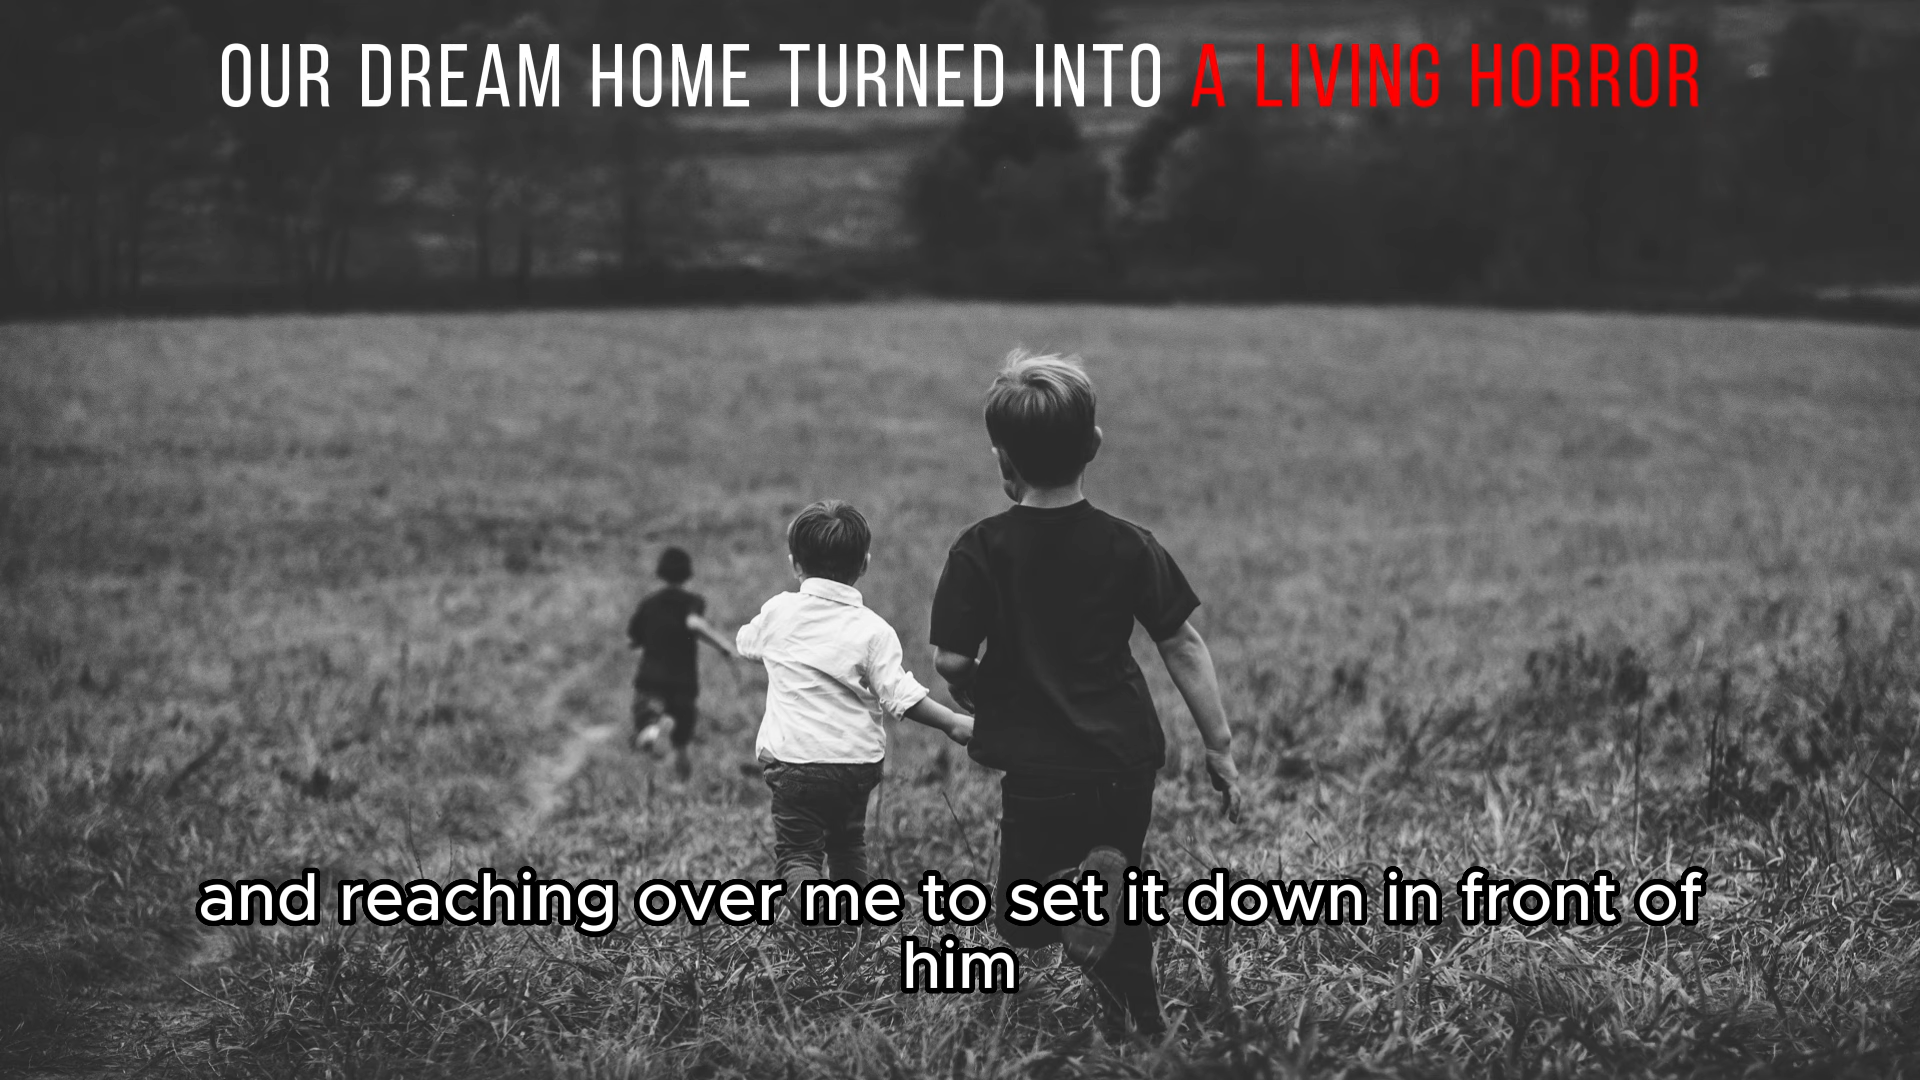 OUR DREAM HOME TURNED INTO A LIVING HORROR
and reaching over me to set it down in front of
him